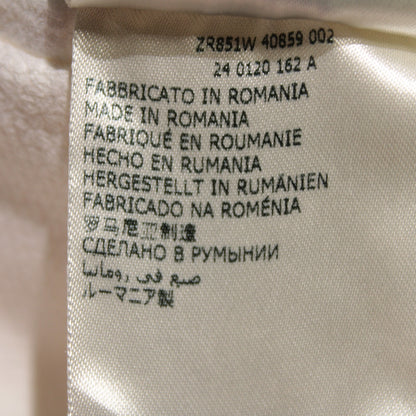 ZR851W 40859 002
24 0120 162 A
FABBRICATO IN ROMANIA
MADE IN ROMANIA
FABRIQUÉ EN ROUMANIE
HECHO EN RUMANIA
HERGESTELLT IN RUMÄNIEN
FABRICADO NA ROMÉNIA
罗马尼亚制造
СДЕЛАНО В РУМЫНИИ
صنع في رومانيا
ルーマニア製